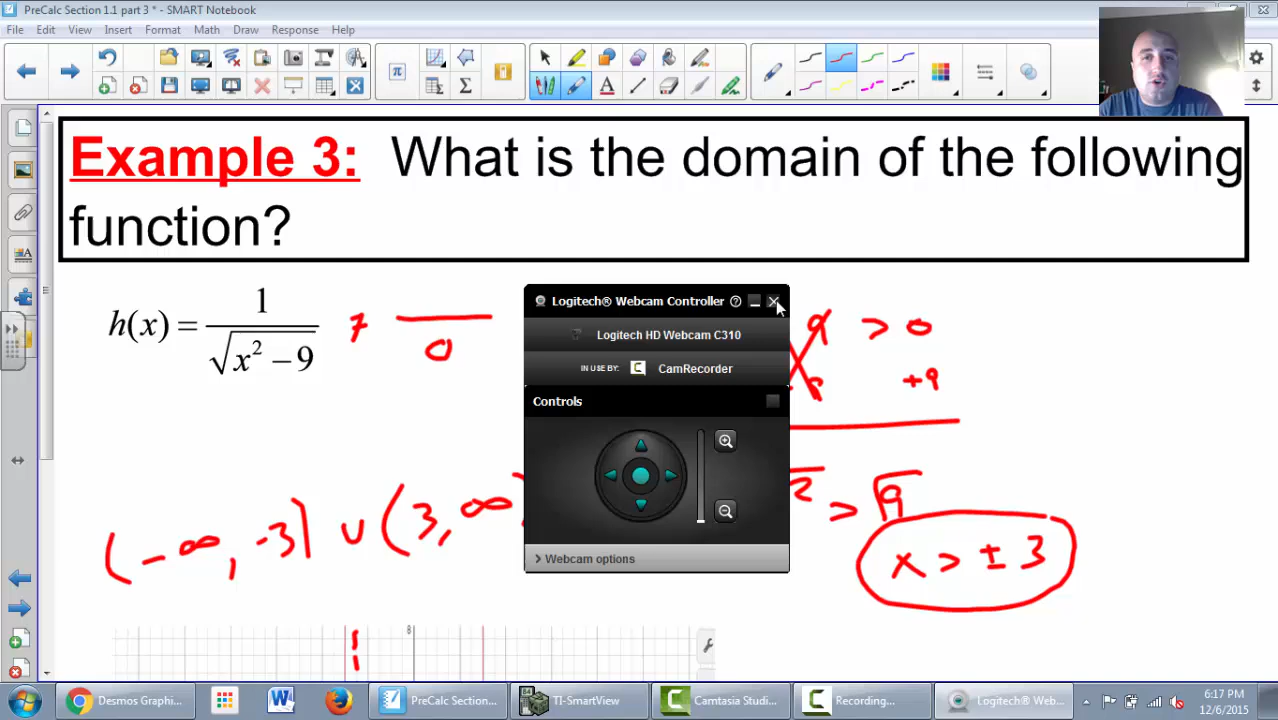 PreCalc Section 1.1 part 3 * - SMART Notebook
File Edit View Insert Format Math Draw Response Help
Example 3: What is the domain of the following
function?
h(x) = 1/√(x² − 9) ≠ —/0
9 > 0
+9
2 > √9
x > ± 3
(-∞, -3) ∪ (3, ∞)
Logitech® Webcam Controller
Logitech HD Webcam C310
IN USE BY: CamRecorder
Controls
Webcam options
8
Desmos Graphi...
PreCalc Section...
TI-SmartView
Camtasia Studi...
Recording...
Logitech® Web...
6:17 PM
12/6/2015